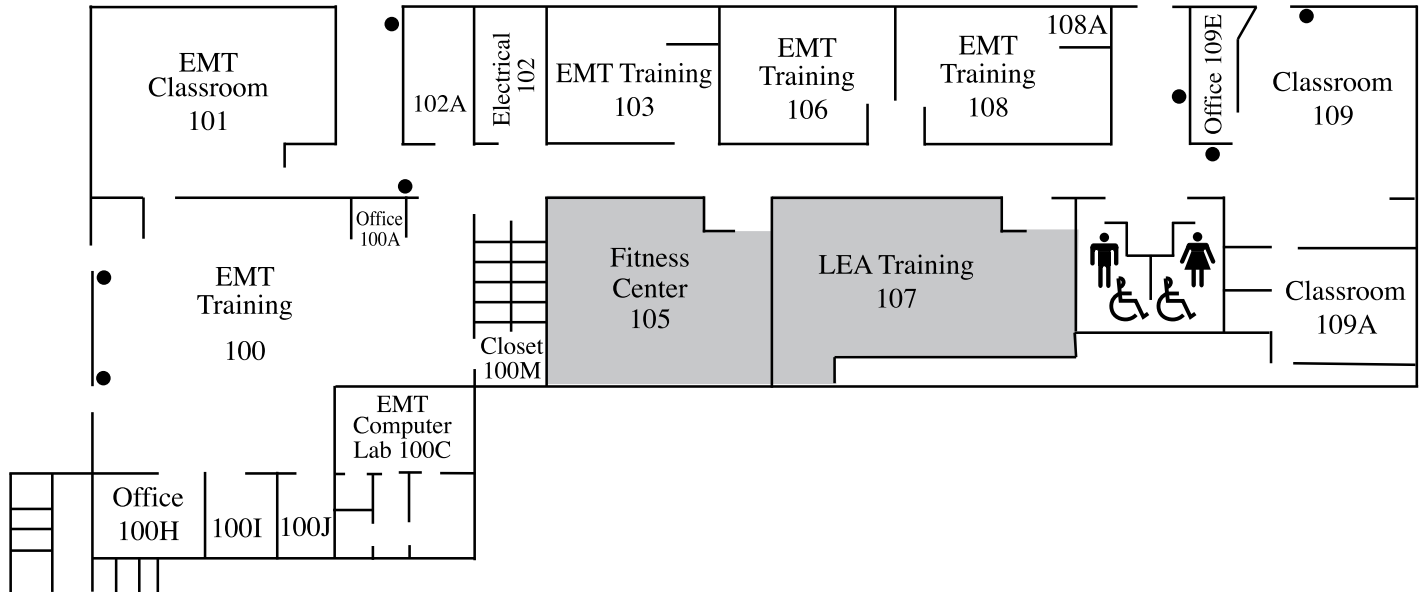 EMT
Classroom
101
102A
Electrical
102
EMT Training
103
EMT
Training
106
EMT
Training
108
108A
Office 109E
Classroom
109
Office
100A
EMT
Training
100
Fitness
Center
105
LEA Training
107
Classroom
109A
Closet
100M
EMT
Computer
Lab 100C
Office
100H
100I
100J